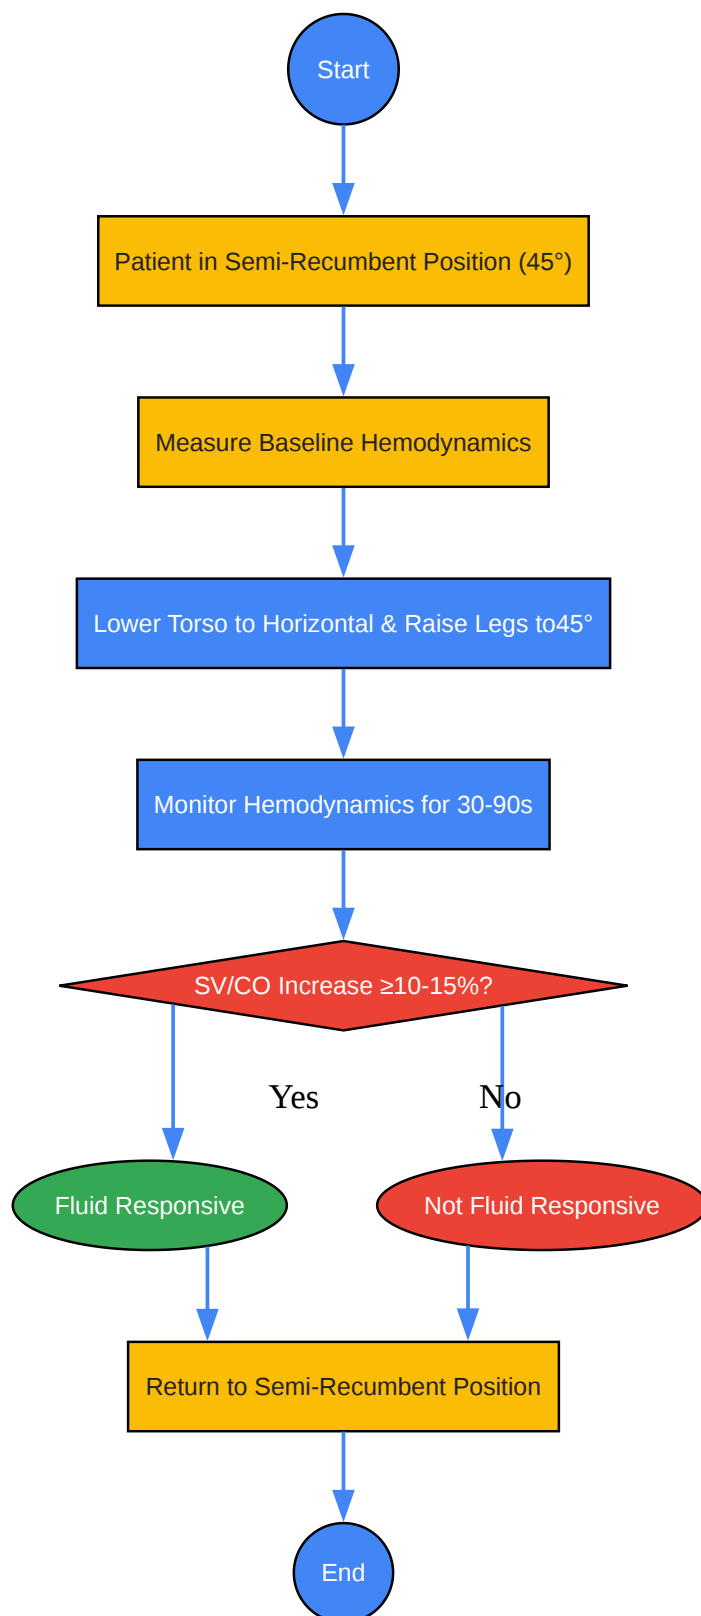 Start
Patient in Semi-Recumbent Position (45°)
Measure Baseline Hemodynamics
Lower Torso to Horizontal & Raise Legs to45°
Monitor Hemodynamics for 30-90s
SV/CO Increase ≥10-15%?
Yes
No
Fluid Responsive
Not Fluid Responsive
Return to Semi-Recumbent Position
End